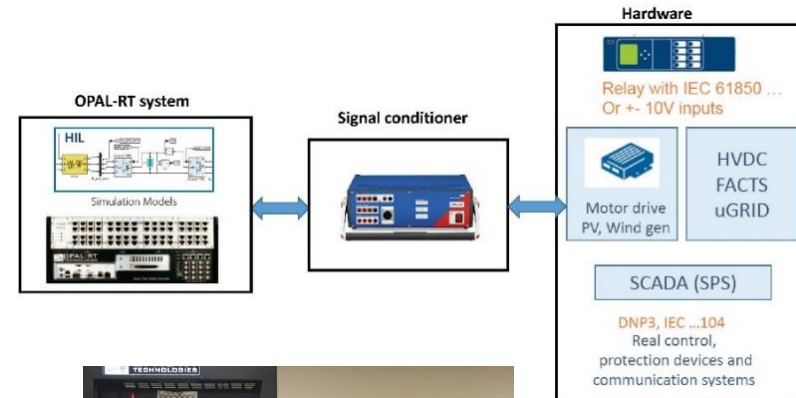 Hardware
Relay with IEC 61850 ...
Or +- 10V inputs
OPAL-RT system
HIL
Simulation Models
OPAL-RT
TECHNOLOGIES
Signal conditioner
Motor drive
PV, Wind gen
HVDC
FACTS
uGRID
SCADA (SPS)
DNP3, IEC ...104
Real control,
protection devices and
communication systems
TECHNOLOGIES